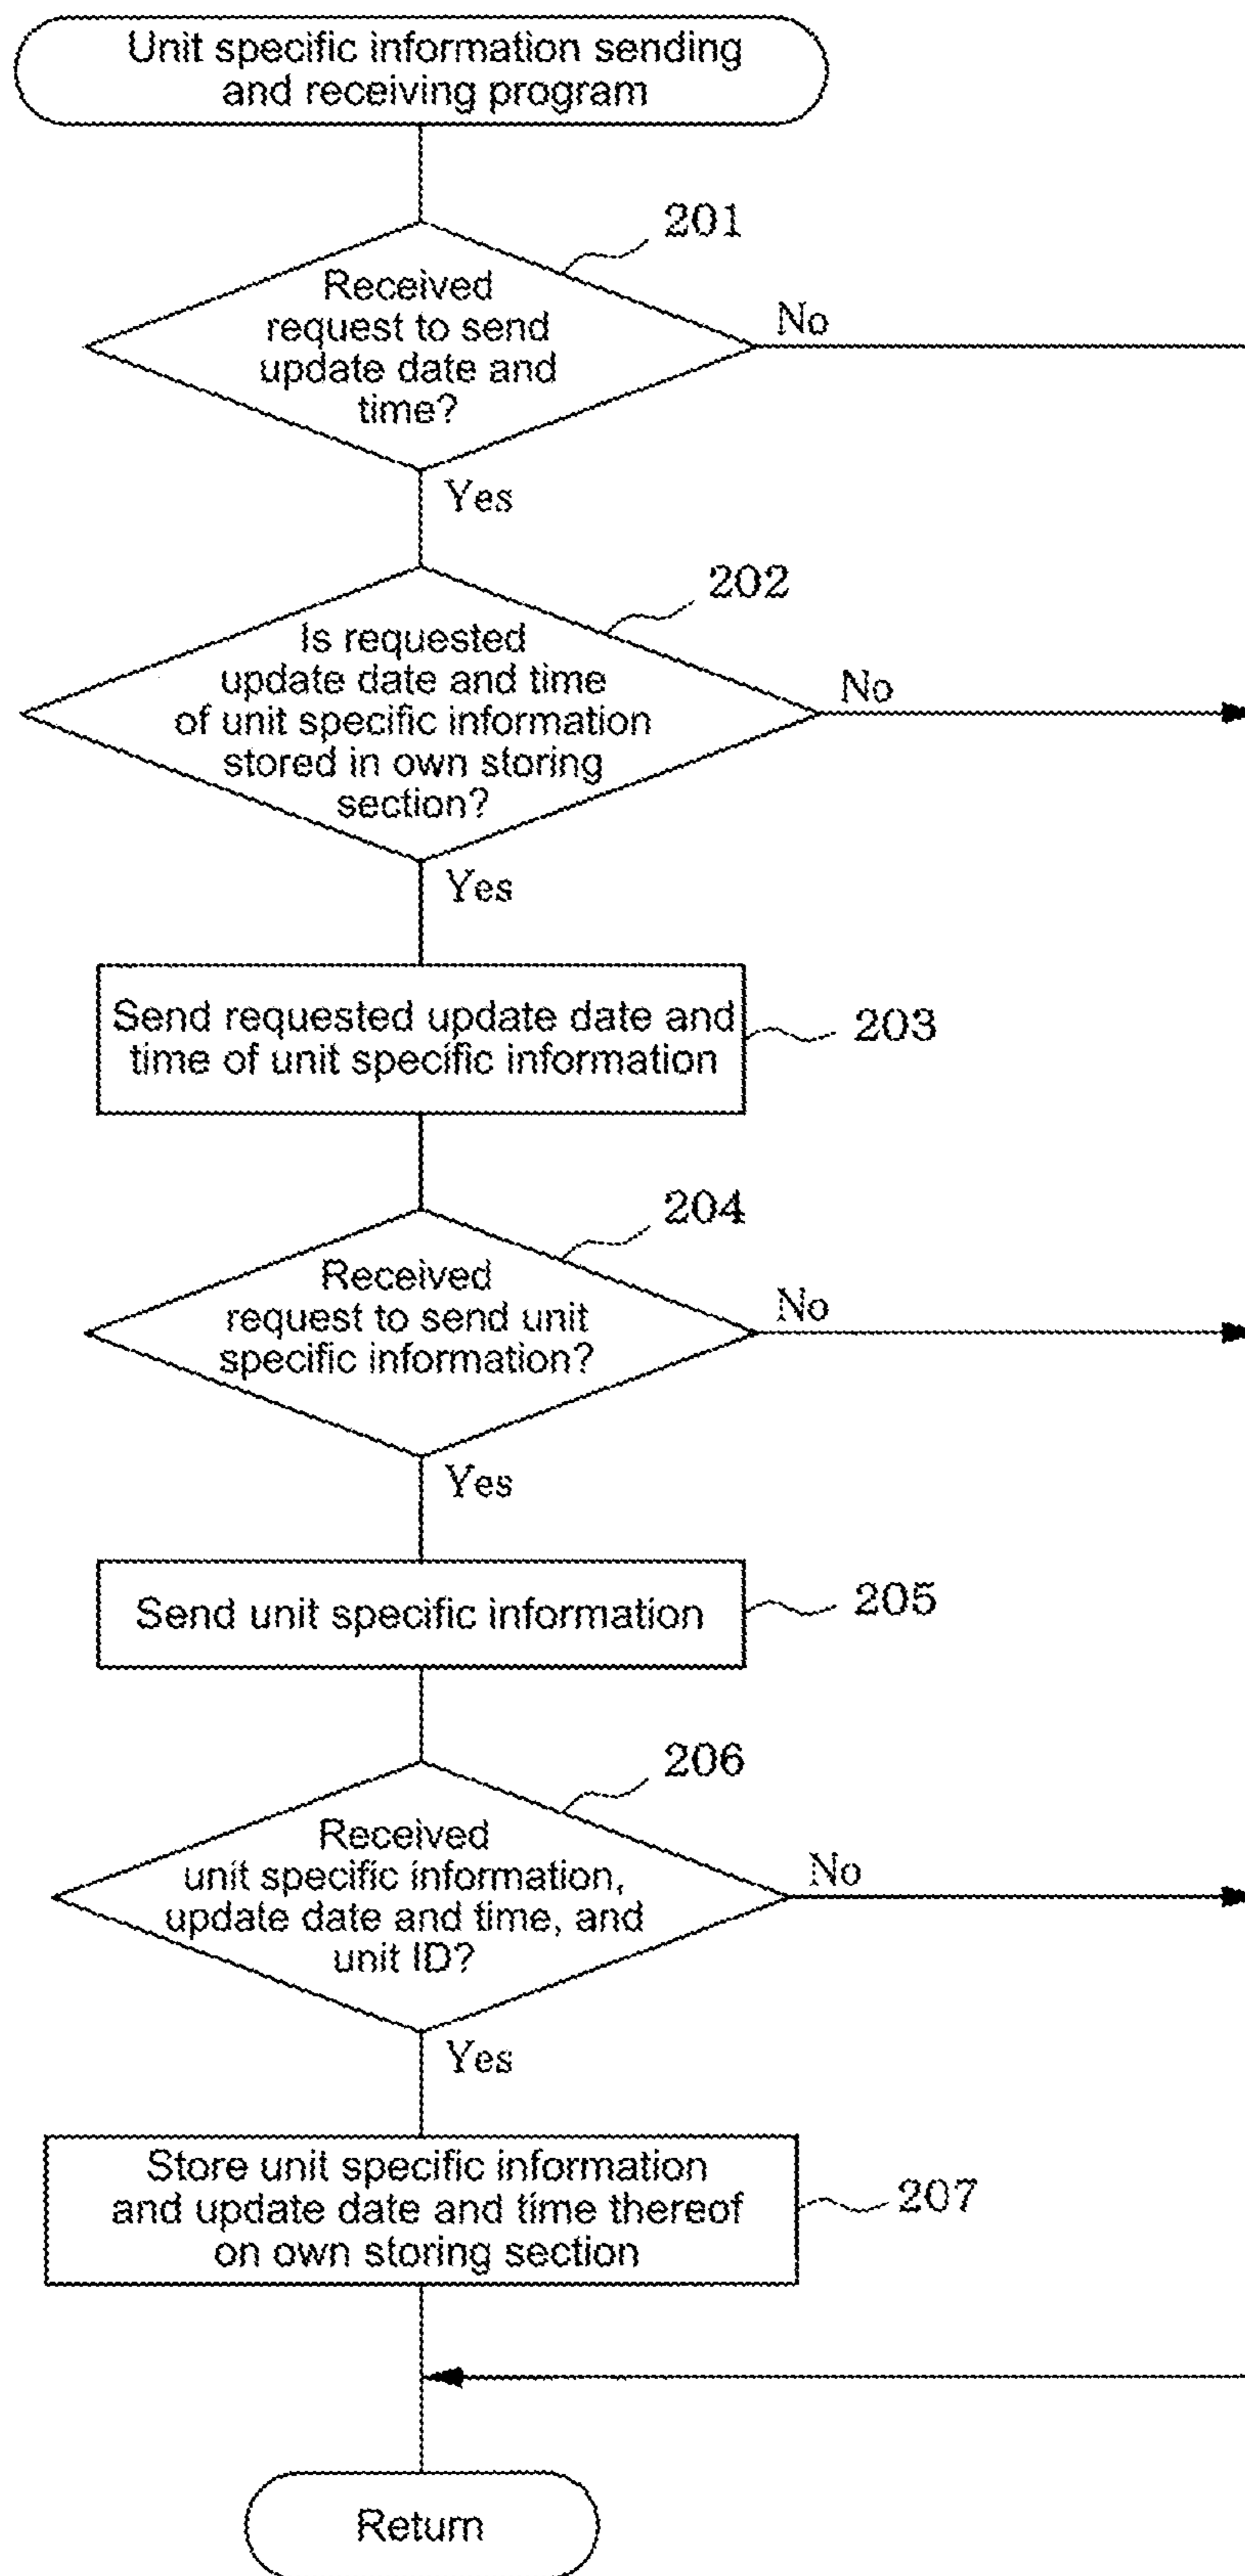 Unit specific information sending
and receiving program
201
Received
request to send
update date and
time?
No
Yes
202
Is requested
update date and time
of unit specific information
stored in own storing
section?
No
Yes
Send requested update date and
time of unit specific information
203
204
Received
request to send unit
specific information?
No
Yes
Send unit specific information
205
206
Received
unit specific information,
update date and time, and
unit ID?
No
Yes
Store unit specific information
and update date and time thereof
on own storing section
207
Return